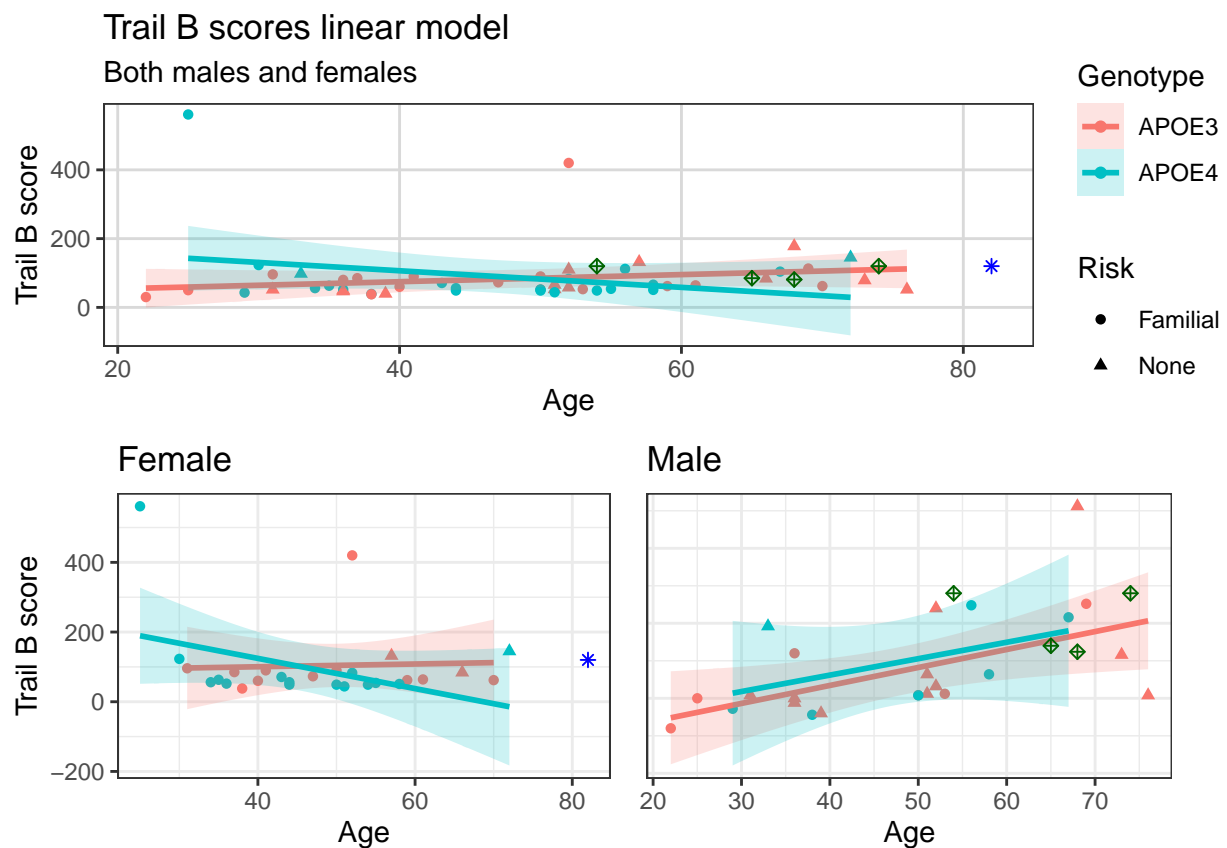 Trail B scores linear model
Both males and females
Trail B score
400
200
0
20 40 60 80
Age
Genotype
APOE3
APOE4
Risk
Familial
None
Female
Trail B score
400
200
0
−200
40 60 80
Age
Male
20 30 40 50 60 70
Age